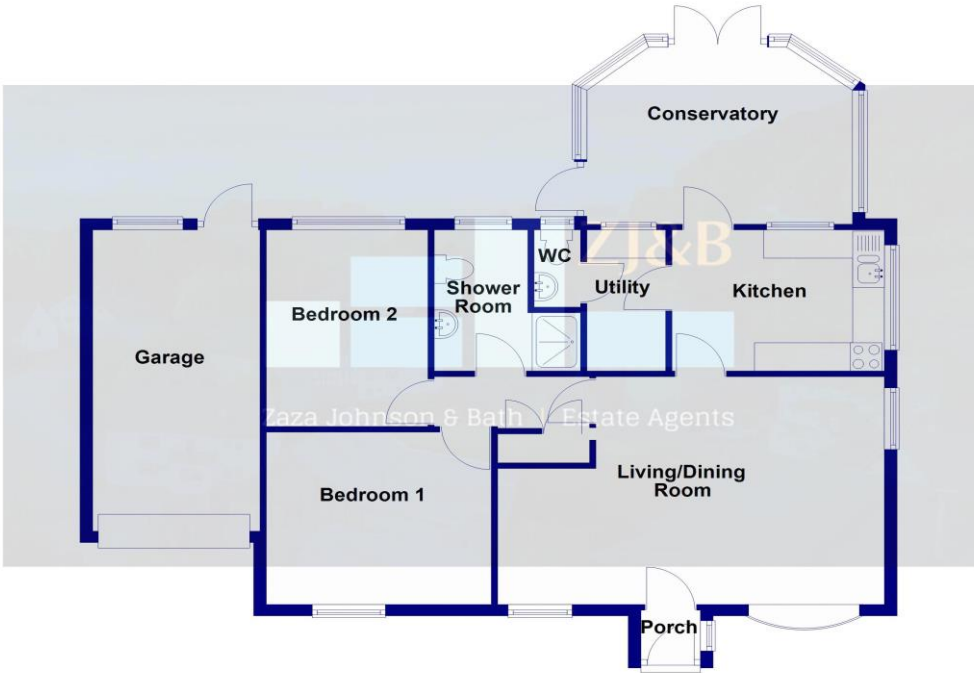 Conservatory
ZJ&B
WC
Shower
Room
Utility
Kitchen
Bedroom 2
Garage
Zaza Johnson & Bath | Estate Agents
Living/Dining
Room
Bedroom 1
Porch